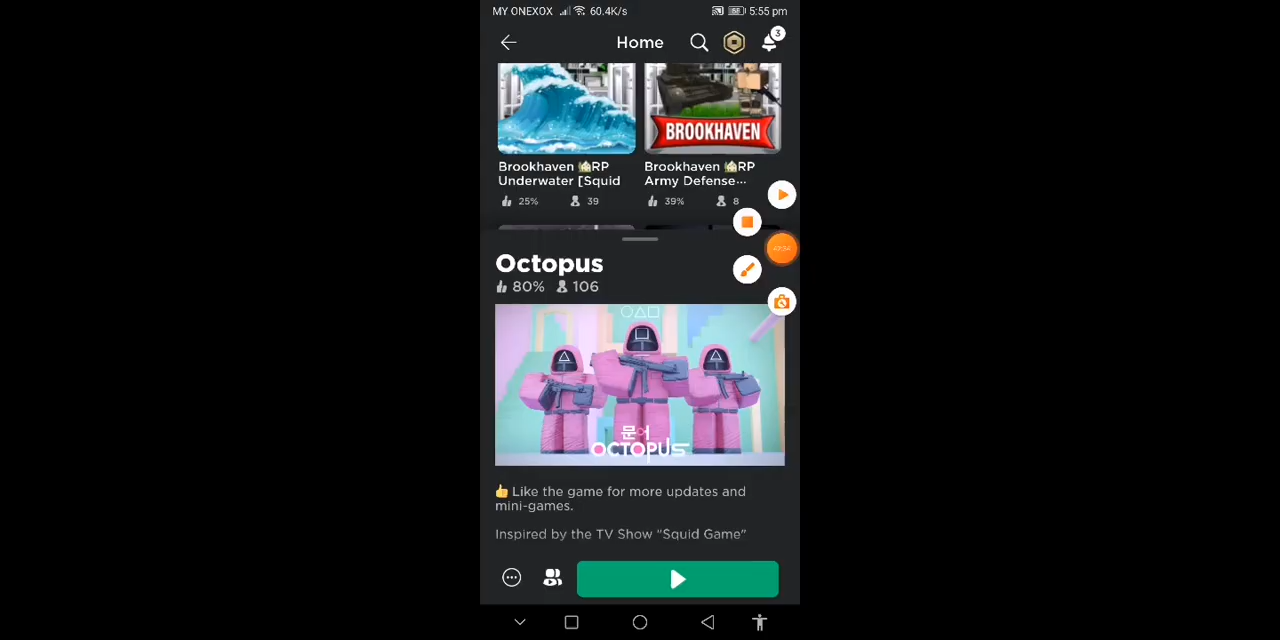 MY ONEXOX 60.4K/s 5:55 pm
Home
3
BROOKHAVEN
Brookhaven 🏠RP
Underwater [Squid
25% 39
Brookhaven 🏠RP
Army Defense...
39% 8
Octopus
80% 106
문어
OCTOPUS
👍 Like the game for more updates and
mini-games.
Inspired by the TV Show "Squid Game"